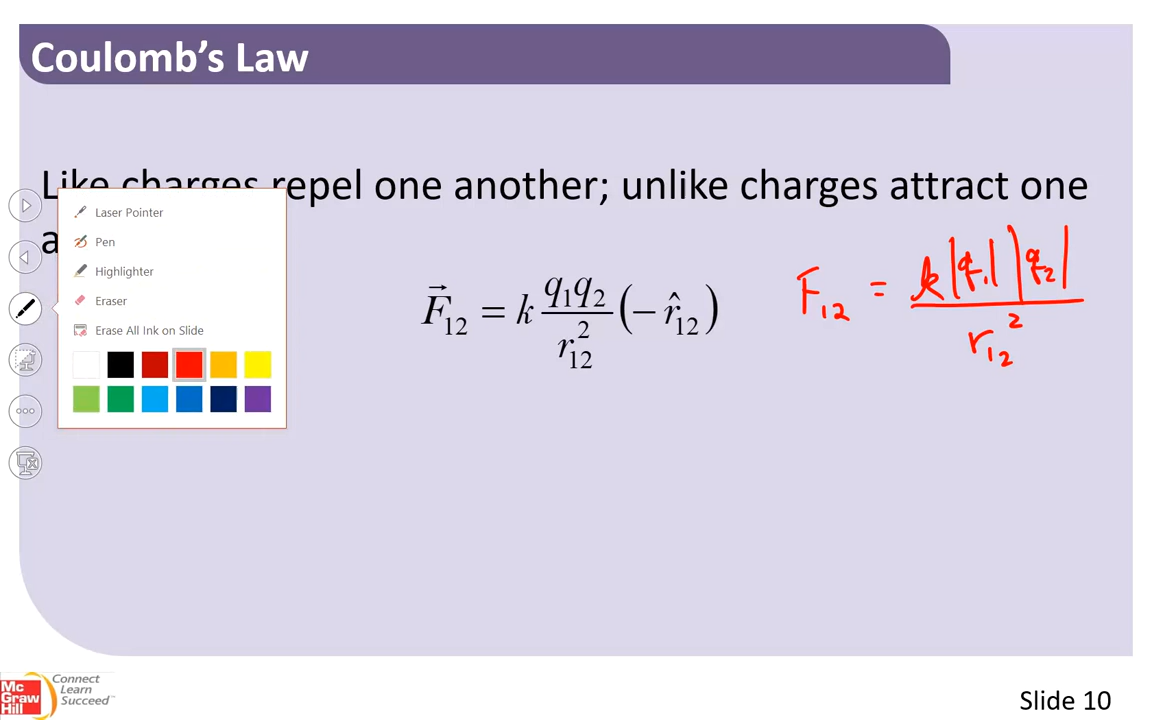 Coulomb's Law
Like charges repel one another; unlike charges attract one
a
Laser Pointer
Pen
Highlighter
Eraser
Erase All Ink on Slide
F⃗₁₂ = k q₁q₂ / r₁₂² (− r̂₁₂)
F₁₂ = k|q₁||q₂| / r₁₂²
Mc
Graw
Hill
Connect
Learn
Succeed™
Slide 10